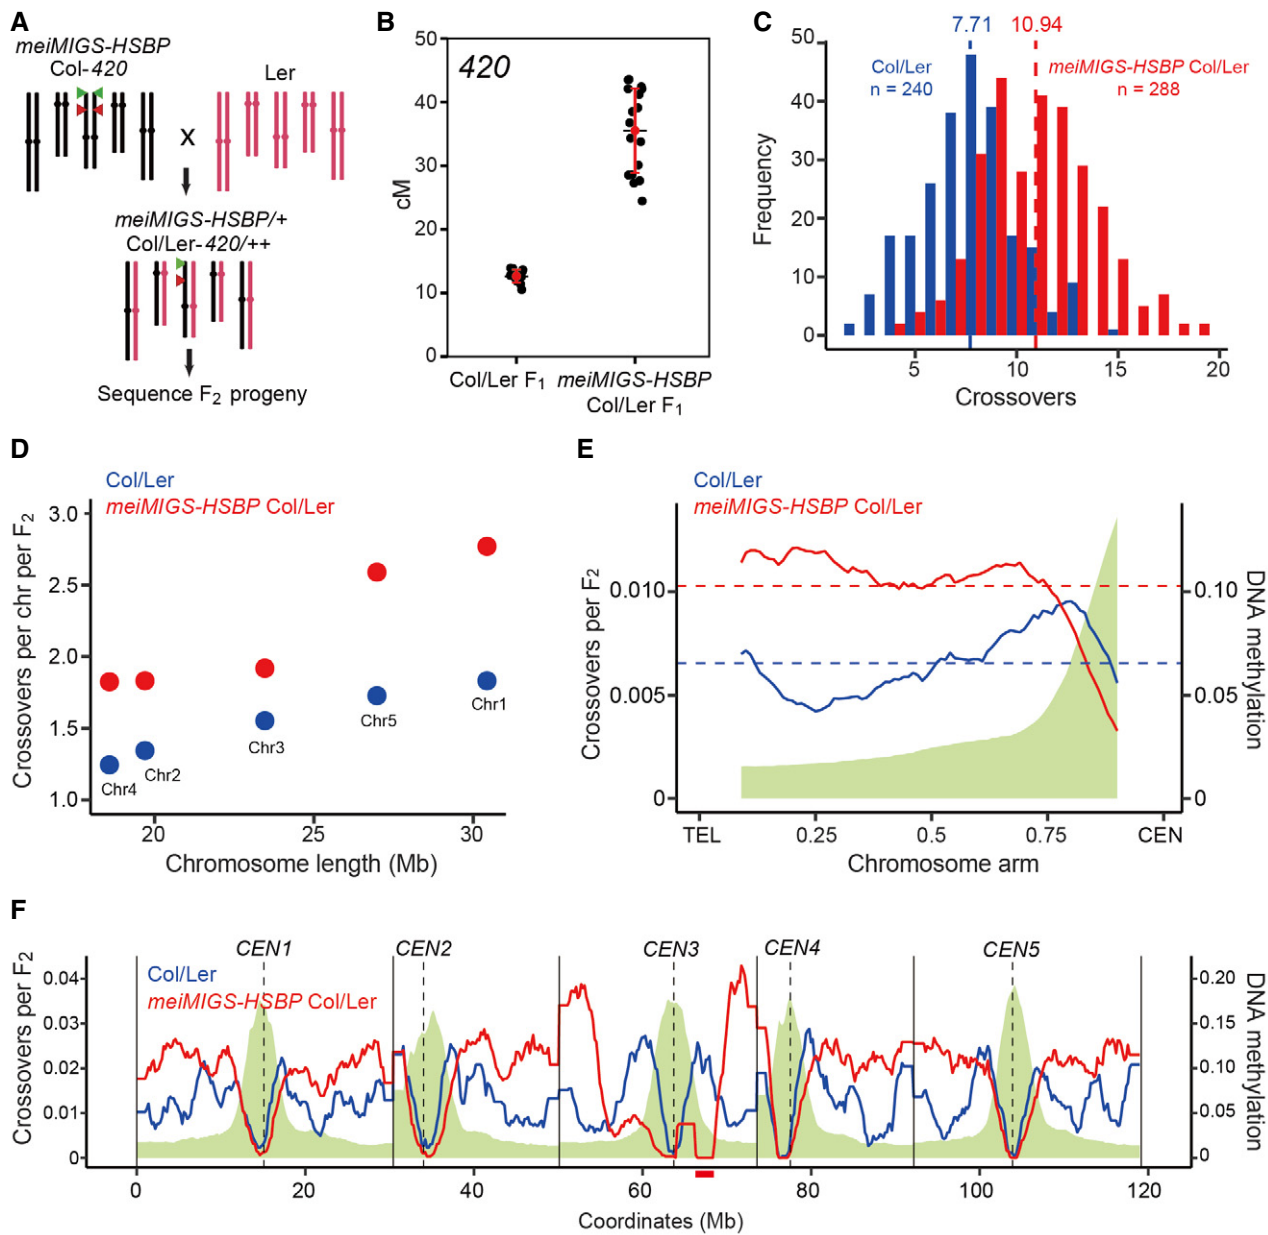 A
meiMIGS-HSBP
Col-420
Ler
X
meiMIGS-HSBP/+
Col/Ler-420/++
Sequence F2 progeny
B
420
cM
50
40
30
20
10
0
Col/Ler F1
meiMIGS-HSBP
Col/Ler F1
C
7.71
10.94
Col/Ler
n = 240
meiMIGS-HSBP Col/Ler
n = 288
Frequency
50
40
30
20
10
0
5
10
15
20
Crossovers
D
Col/Ler
meiMIGS-HSBP Col/Ler
Crossovers per chr per F2
3.0
2.5
2.0
1.5
1.0
Chr4
Chr2
Chr3
Chr5
Chr1
20
25
30
Chromosome length (Mb)
E
Col/Ler
meiMIGS-HSBP Col/Ler
Crossovers per F2
0.010
0.005
0
DNA methylation
0.10
0.05
0
TEL
0.25
0.5
0.75
CEN
Chromosome arm
F
CEN1
CEN2
CEN3
CEN4
CEN5
Col/Ler
meiMIGS-HSBP Col/Ler
Crossovers per F2
0.04
0.03
0.02
0.01
0
DNA methylation
0.20
0.15
0.10
0.05
0
0
20
40
60
80
100
120
Coordinates (Mb)